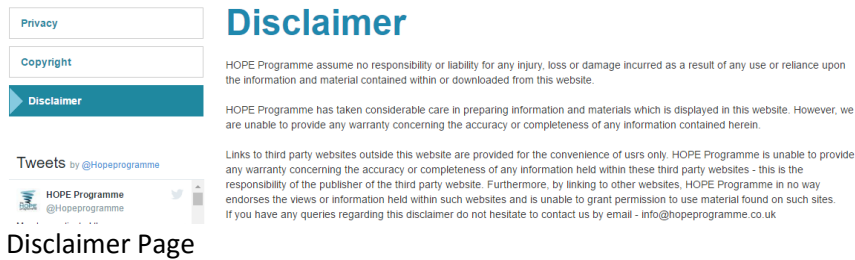 Privacy
Copyright
Disclaimer
Tweets by @Hopeprogramme
HOPE Programme
@Hopeprogramme
Disclaimer
HOPE Programme assume no responsibility or liability for any injury, loss or damage incurred as a result of any use or reliance upon
the information and material contained within or downloaded from this website.
HOPE Programme has taken considerable care in preparing information and materials which is displayed in this website. However, we
are unable to provide any warranty concerning the accuracy or completeness of any information contained herein.
Links to third party websites outside this website are provided for the convenience of usrs only. HOPE Programme is unable to provide
any warranty concerning the accuracy or completeness of any information held within these third party websites - this is the
responsibility of the publisher of the third party website. Furthermore, by linking to other websites, HOPE Programme in no way
endorses the views or information held within such websites and is unable to grant permission to use material found on such sites.
If you have any queries regarding this disclaimer do not hesitate to contact us by email - info@hopeprogramme.co.uk
Disclaimer Page